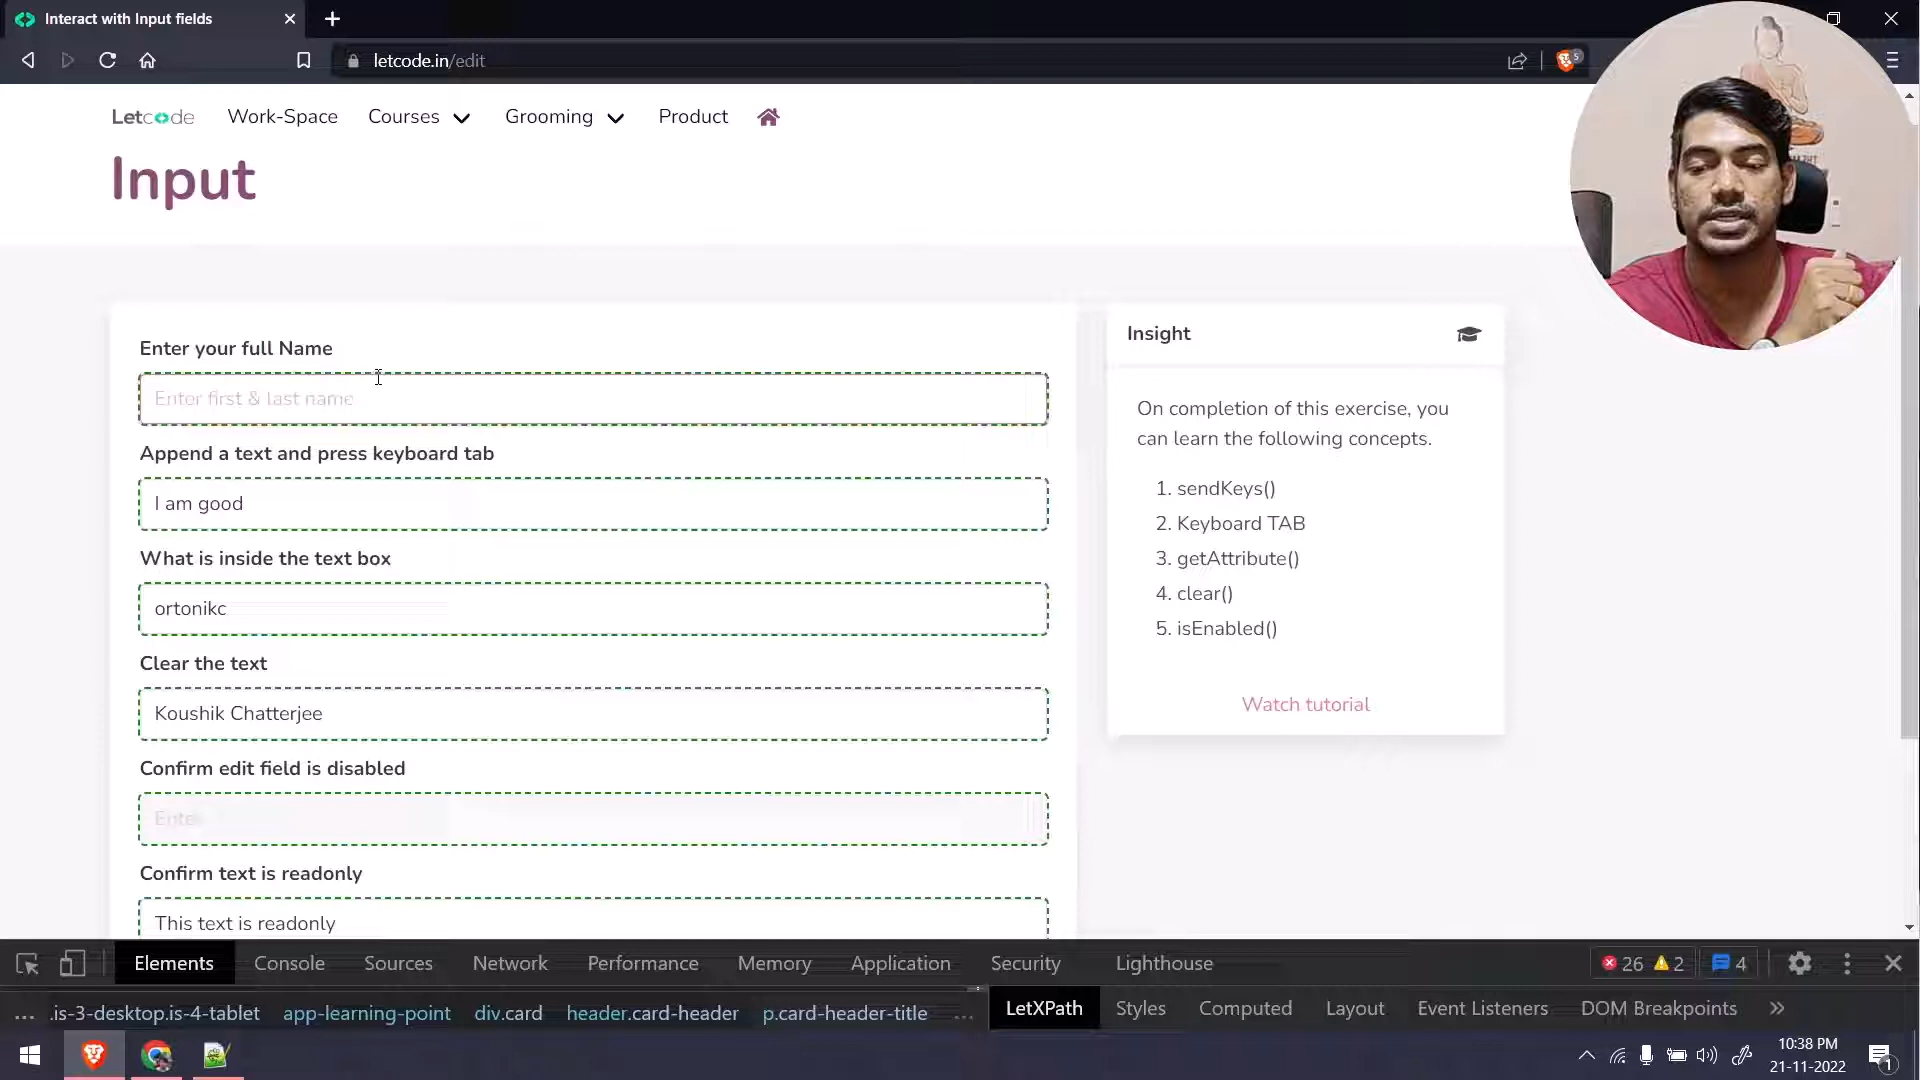 Interact with Input fields
letcode.in/edit
5
Letcode Work-Space Courses Grooming Product
Input
Enter your full Name
Enter first & last name
Append a text and press keyboard tab
I am good
What is inside the text box
ortonikc
Clear the text
Koushik Chatterjee
Confirm edit field is disabled
Enter
Confirm text is readonly
This text is readonly
Insight
On completion of this exercise, you
can learn the following concepts.
1. sendKeys()
2. Keyboard TAB
3. getAttribute()
4. clear()
5. isEnabled()
Watch tutorial
Elements Console Sources Network Performance Memory Application Security Lighthouse 26 2 4
... .is-3-desktop.is-4-tablet app-learning-point div.card header.card-header p.card-header-title ...
LetXPath Styles Computed Layout Event Listeners DOM Breakpoints »
10:38 PM
21-11-2022
1